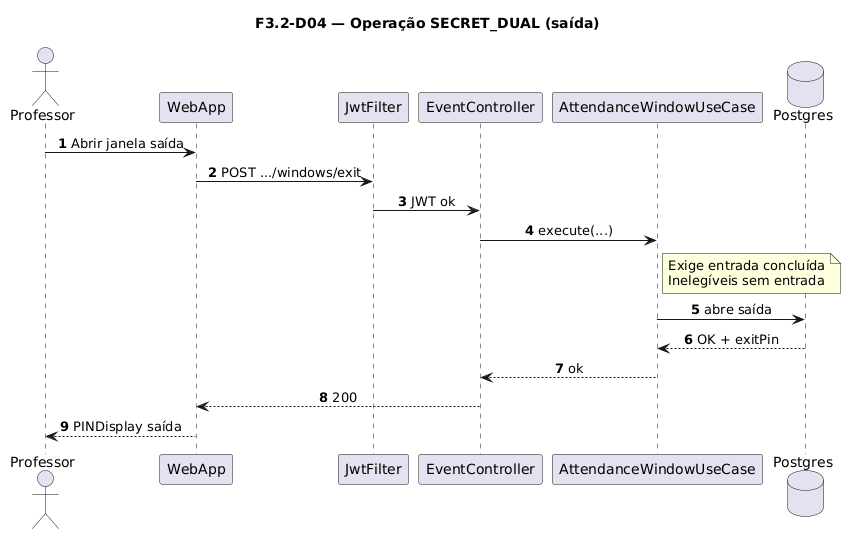 F3.2-D04 — Operação SECRET_DUAL (saída)
Professor
WebApp
JwtFilter
EventController
AttendanceWindowUseCase
Postgres
1 Abrir janela saída
2 POST .../windows/exit
3 JWT ok
4 execute(...)
Exige entrada concluída
Inelegíveis sem entrada
5 abre saída
6 OK + exitPin
7 ok
8 200
9 PINDisplay saída
Professor
WebApp
JwtFilter
EventController
AttendanceWindowUseCase
Postgres